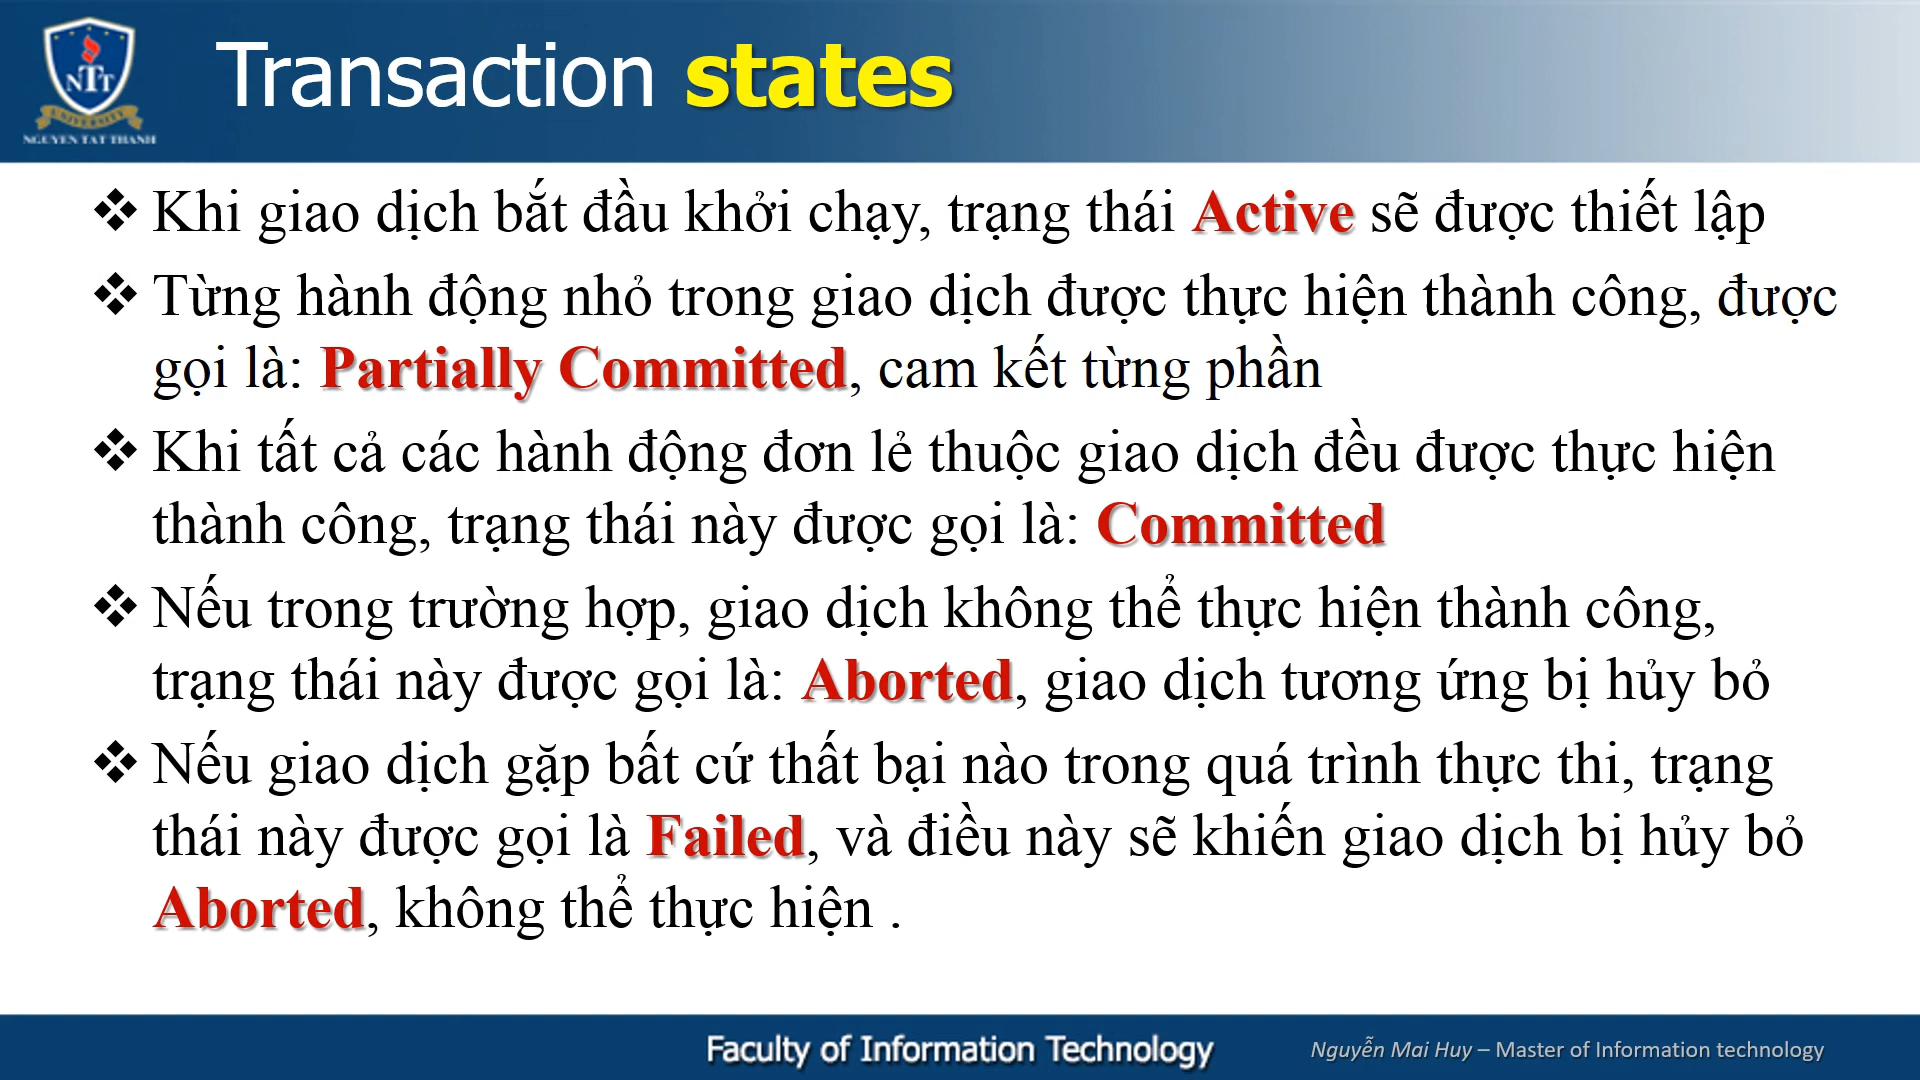 NTT
UNIVERSITY
NGUYEN TAT THANH
Transaction states
❖ Khi giao dịch bắt đầu khởi chạy, trạng thái Active sẽ được thiết lập
❖ Từng hành động nhỏ trong giao dịch được thực hiện thành công, được
gọi là: Partially Committed, cam kết từng phần
❖ Khi tất cả các hành động đơn lẻ thuộc giao dịch đều được thực hiện
thành công, trạng thái này được gọi là: Committed
❖ Nếu trong trường hợp, giao dịch không thể thực hiện thành công,
trạng thái này được gọi là: Aborted, giao dịch tương ứng bị hủy bỏ
❖ Nếu giao dịch gặp bất cứ thất bại nào trong quá trình thực thi, trạng
thái này được gọi là Failed, và điều này sẽ khiến giao dịch bị hủy bỏ
Aborted, không thể thực hiện .
Faculty of Information Technology
Nguyễn Mai Huy – Master of Information technology